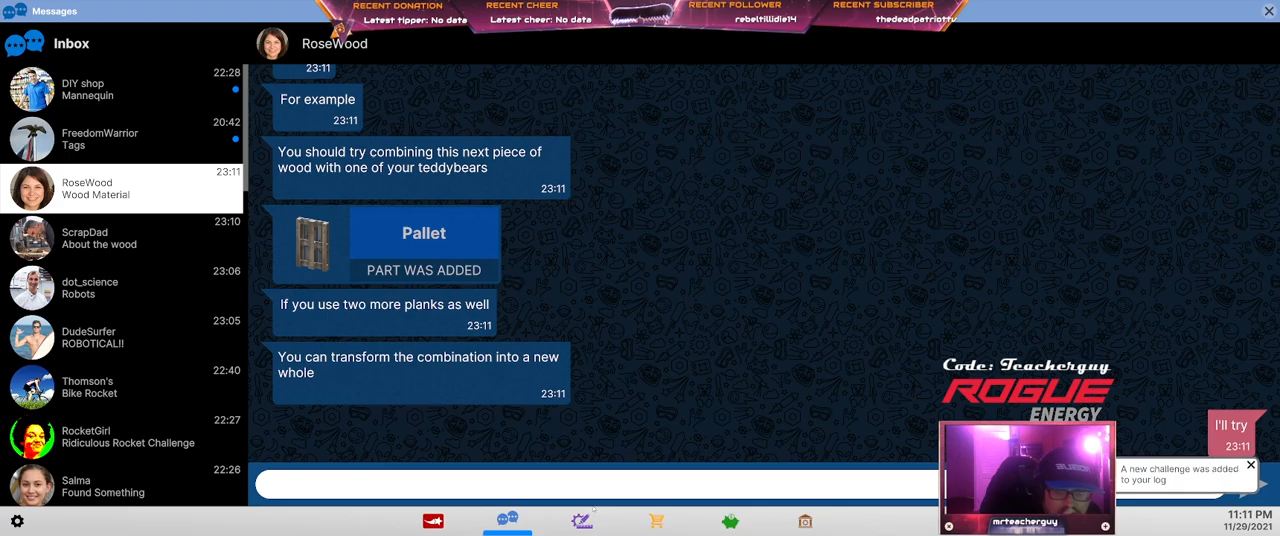 Messages
RECENT DONATION
Latest tipper: No data
RECENT CHEER
Latest cheer: No data
RECENT FOLLOWER
rebeltillidie14
RECENT SUBSCRIBER
thedeadpatriottv
Inbox
RoseWood
DIY shop
Mannequin
22:28
FreedomWarrior
Tags
20:42
RoseWood
Wood Material
23:11
ScrapDad
About the wood
23:10
dot_science
Robots
23:06
DudeSurfer
ROBOTICAL!!
23:05
Thomson's
Bike Rocket
22:40
RocketGirl
Ridiculous Rocket Challenge
22:27
Salma
Found Something
22:26
23:11
For example
23:11
You should try combining this next piece of
wood with one of your teddybears
23:11
Pallet
PART WAS ADDED
If you use two more planks as well
23:11
You can transform the combination into a new
whole
23:11
I'll try
23:11
Code: Teacherguy
ROGUE
ENERGY
mrteacherguy
A new challenge was added
to your log
11:11 PM
11/29/2021